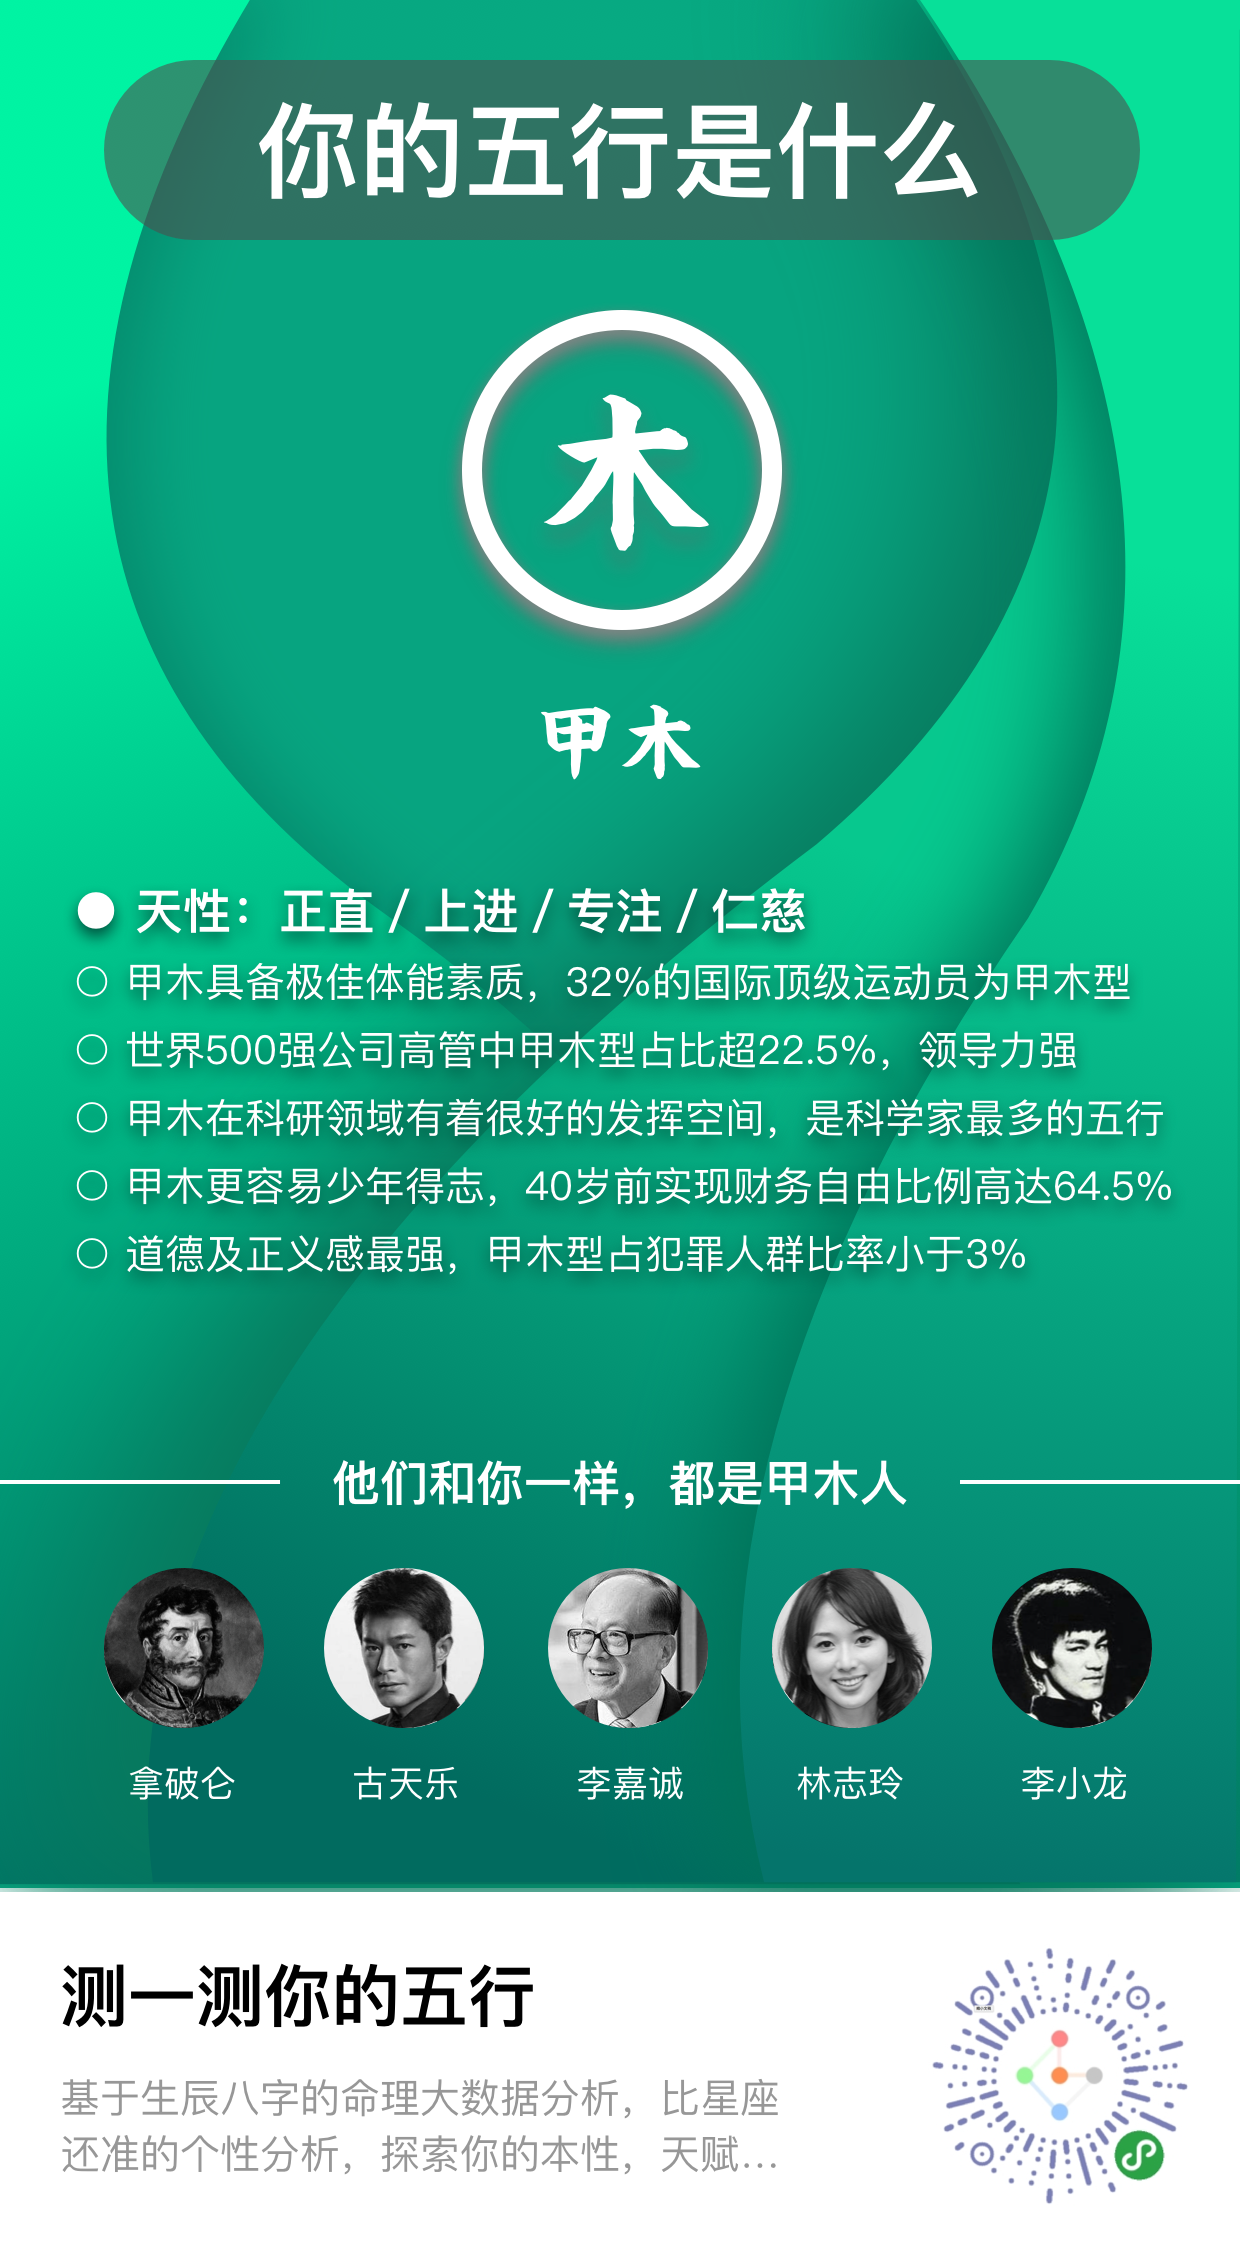 你的五行是什么
木
甲木
天性：正直 / 上进 / 专注 / 仁慈
甲木具备极佳体能素质，32%的国际顶级运动员为甲木型
世界500强公司高管中甲木型占比超22.5%，领导力强
甲木在科研领域有着很好的发挥空间，是科学家最多的五行
甲木更容易少年得志，40岁前实现财务自由比例高达64.5%
道德及正义感最强，甲木型占犯罪人群比率小于3%
他们和你一样，都是甲木人
拿破仑
古天乐
李嘉诚
林志玲
李小龙
测一测你的五行
基于生辰八字的命理大数据分析，比星座
还准的个性分析，探索你的本性，天赋...